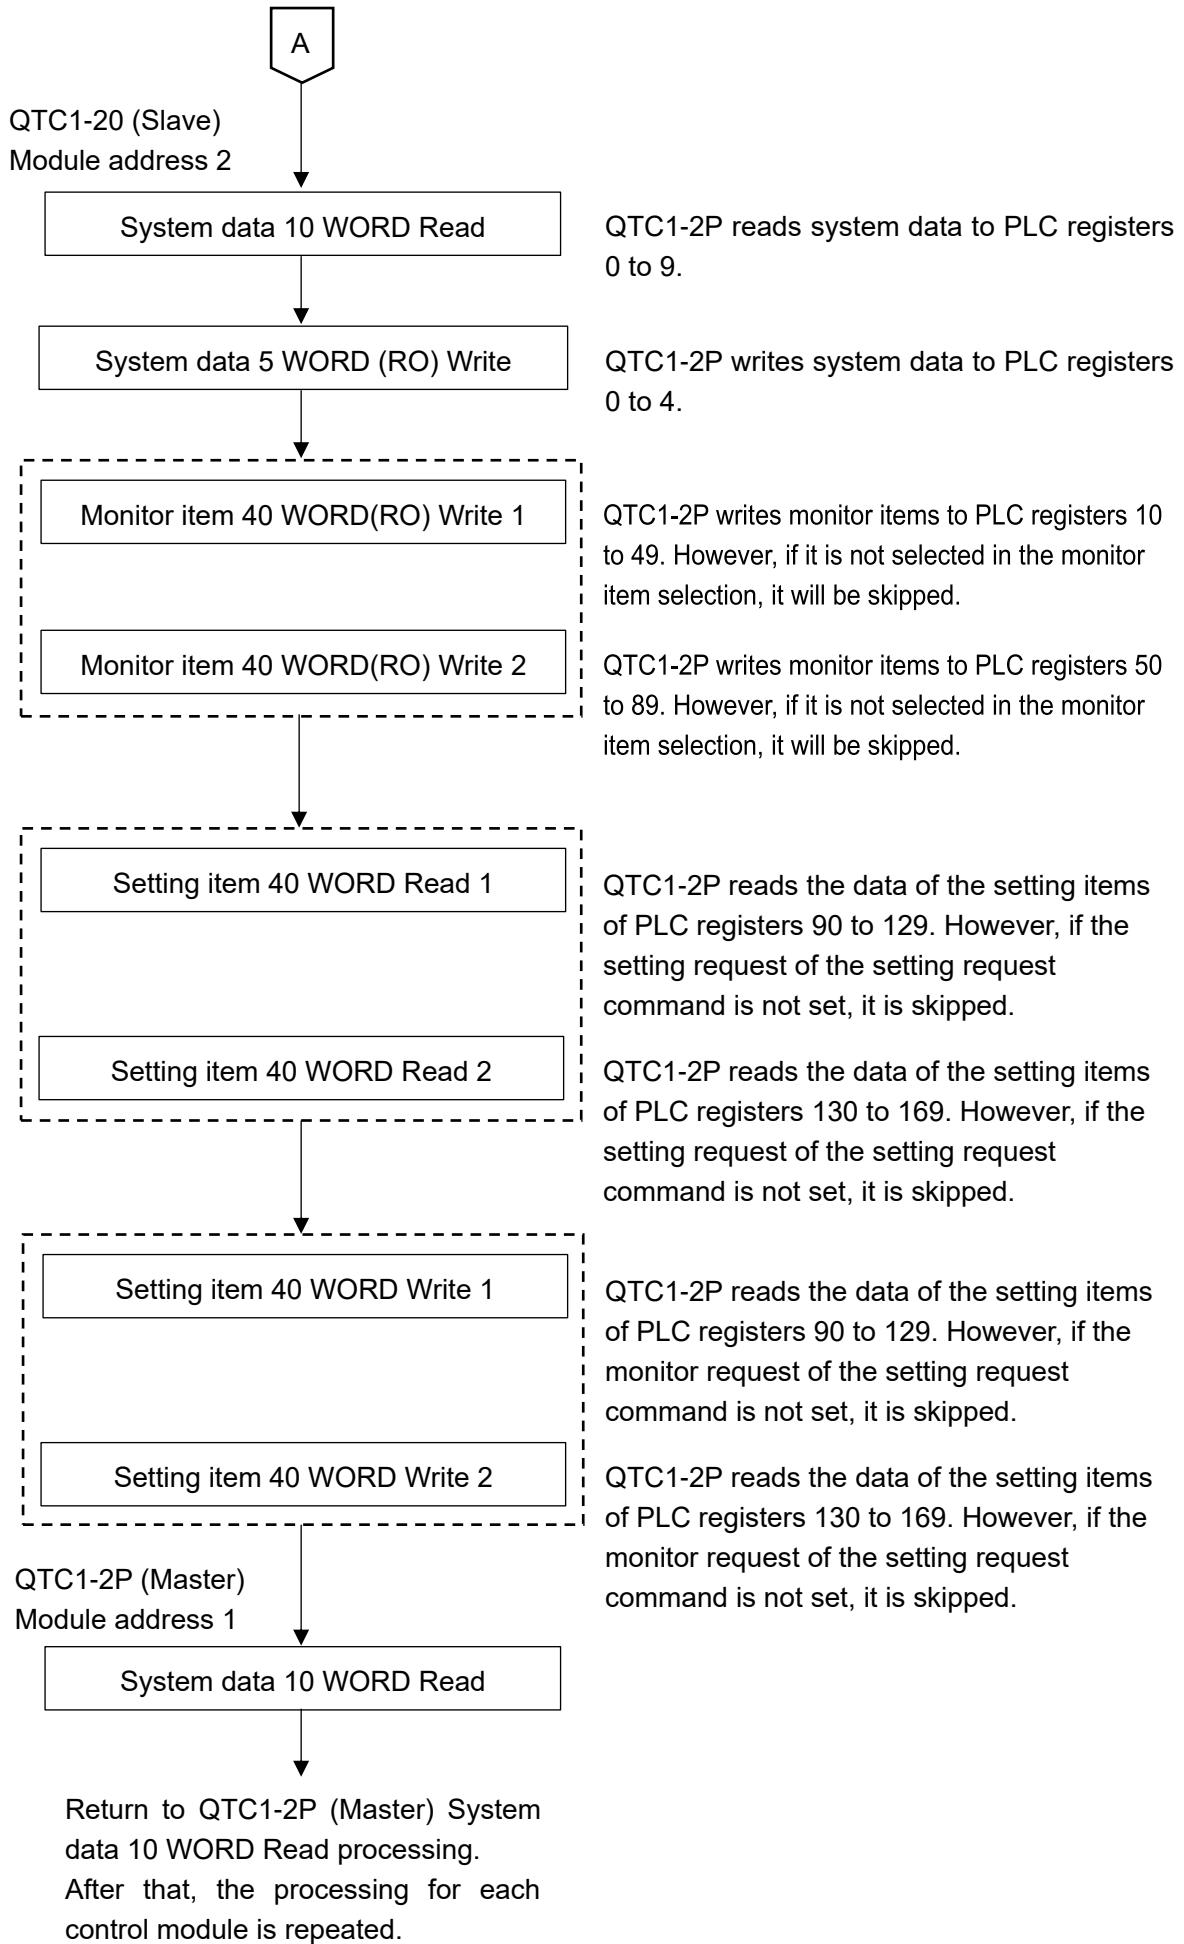 A
QTC1-20 (Slave)
Module address 2
System data 10 WORD Read
QTC1-2P reads system data to PLC registers
0 to 9.
System data 5 WORD (RO) Write
QTC1-2P writes system data to PLC registers
0 to 4.
Monitor item 40 WORD(RO) Write 1
QTC1-2P writes monitor items to PLC registers 10
to 49. However, if it is not selected in the monitor
item selection, it will be skipped.
Monitor item 40 WORD(RO) Write 2
QTC1-2P writes monitor items to PLC registers 50
to 89. However, if it is not selected in the monitor
item selection, it will be skipped.
Setting item 40 WORD Read 1
QTC1-2P reads the data of the setting items
of PLC registers 90 to 129. However, if the
setting request of the setting request
command is not set, it is skipped.
Setting item 40 WORD Read 2
QTC1-2P reads the data of the setting items
of PLC registers 130 to 169. However, if the
setting request of the setting request
command is not set, it is skipped.
Setting item 40 WORD Write 1
QTC1-2P reads the data of the setting items
of PLC registers 90 to 129. However, if the
monitor request of the setting request
command is not set, it is skipped.
Setting item 40 WORD Write 2
QTC1-2P reads the data of the setting items
of PLC registers 130 to 169. However, if the
monitor request of the setting request
command is not set, it is skipped.
QTC1-2P (Master)
Module address 1
System data 10 WORD Read
Return to QTC1-2P (Master) System
data 10 WORD Read processing.
After that, the processing for each
control module is repeated.